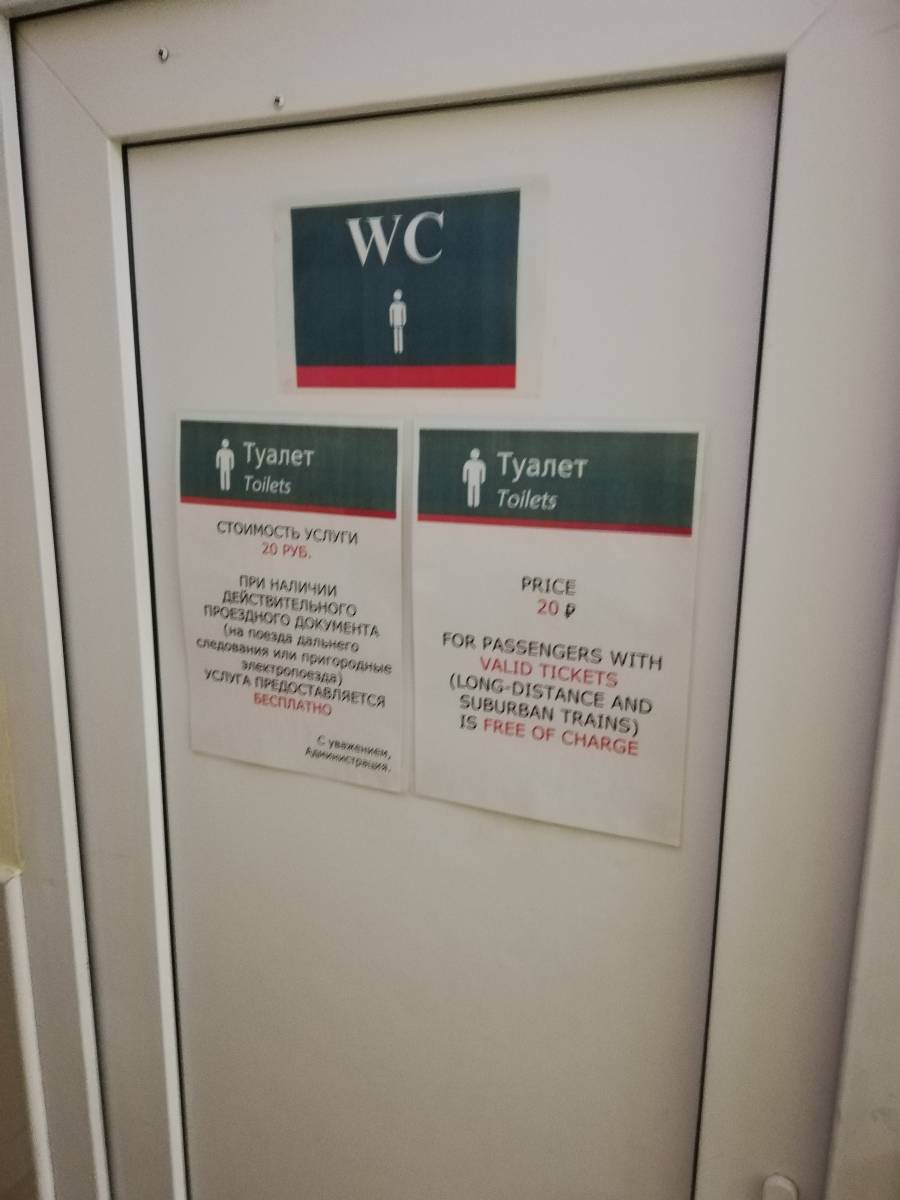 WC
Туалет
Toilets
СТОИМОСТЬ УСЛУГИ
20 РУБ.
ПРИ НАЛИЧИИ
ДЕЙСТВИТЕЛЬНОГО
ПРОЕЗДНОГО ДОКУМЕНТА
(на поезда дальнего
следования или пригородные
электропоезда)
УСЛУГА ПРЕДОСТАВЛЯЕТСЯ
БЕСПЛАТНО
С уважением,
Администрация.
Туалет
Toilets
PRICE
20 ₽
FOR PASSENGERS WITH
VALID TICKETS
(LONG-DISTANCE AND
SUBURBAN TRAINS)
IS FREE OF CHARGE